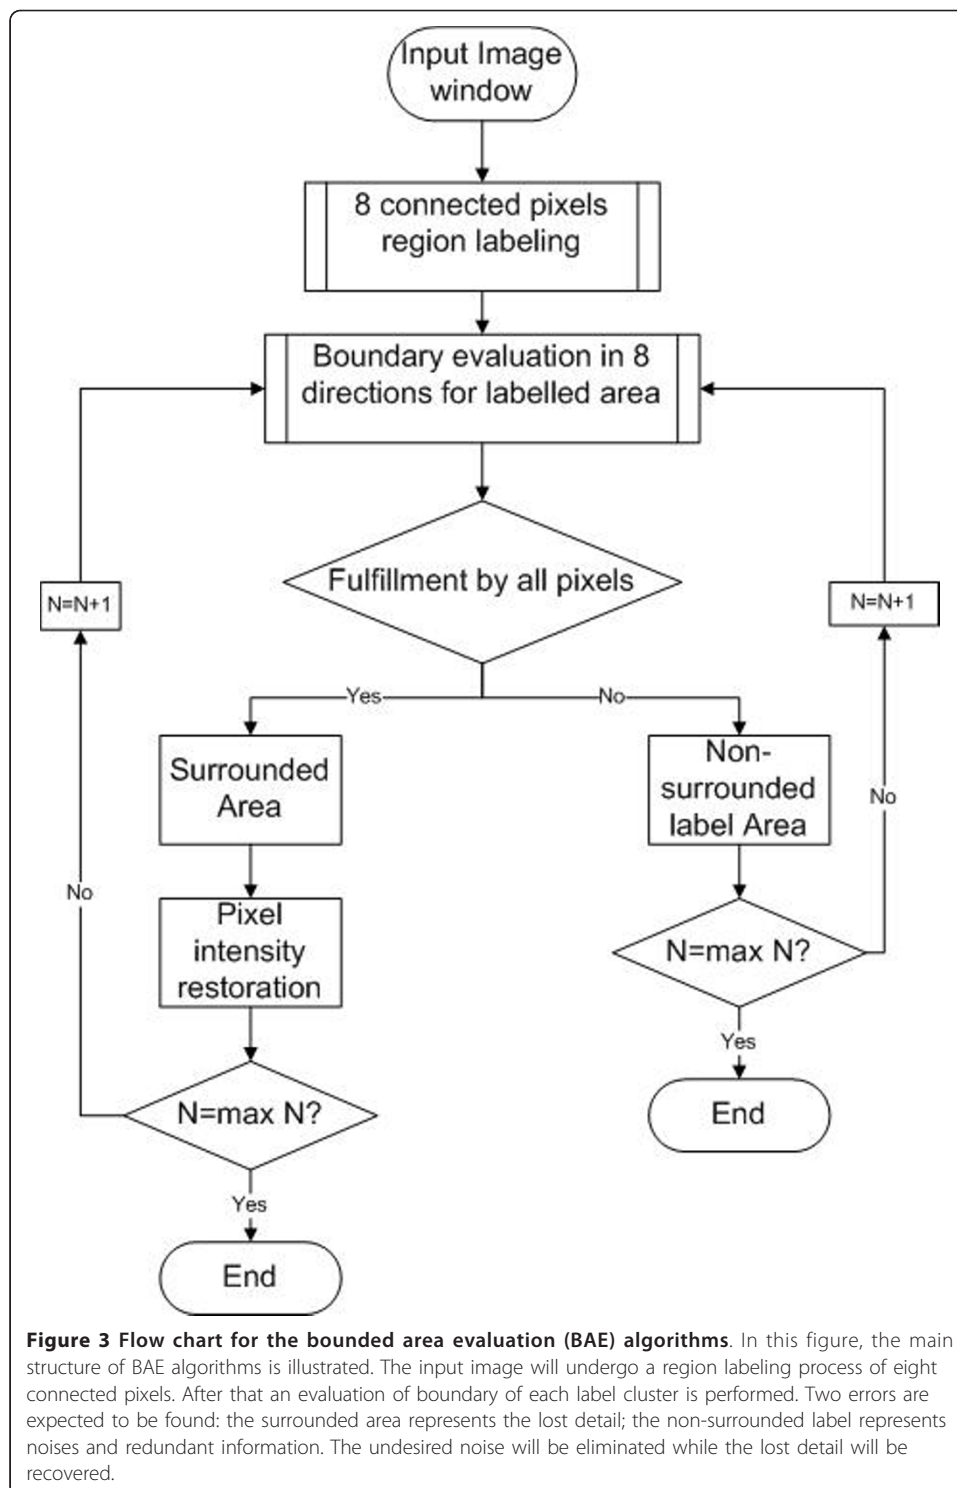 Input Image
window
8 connected pixels
region labeling
Boundary evaluation in 8
directions for labelled area
Fulfillment by all pixels
N=N+1
N=N+1
Yes
No
Surrounded
Area
Non-
surrounded
label Area
No
No
Pixel
intensity
restoration
N=max N?
Yes
End
N=max N?
Yes
End
Figure 3 Flow chart for the bounded area evaluation (BAE) algorithms. In this figure, the main
structure of BAE algorithms is illustrated. The input image will undergo a region labeling process of eight
connected pixels. After that an evaluation of boundary of each label cluster is performed. Two errors are
expected to be found: the surrounded area represents the lost detail; the non-surrounded label represents
noises and redundant information. The undesired noise will be eliminated while the lost detail will be
recovered.